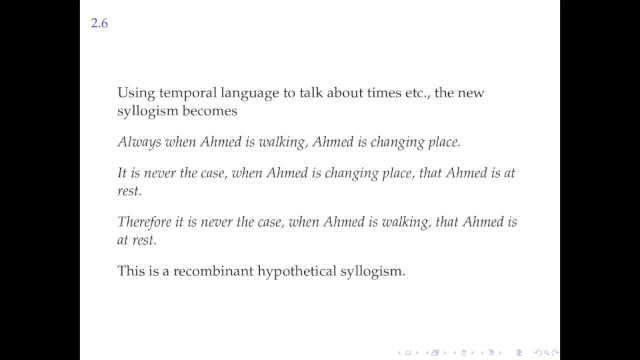 2.6
Using temporal language to talk about times etc., the new
syllogism becomes
Always when Ahmed is walking, Ahmed is changing place.
It is never the case, when Ahmed is changing place, that Ahmed is at
rest.
Therefore it is never the case, when Ahmed is walking, that Ahmed is
at rest.
This is a recombinant hypothetical syllogism.